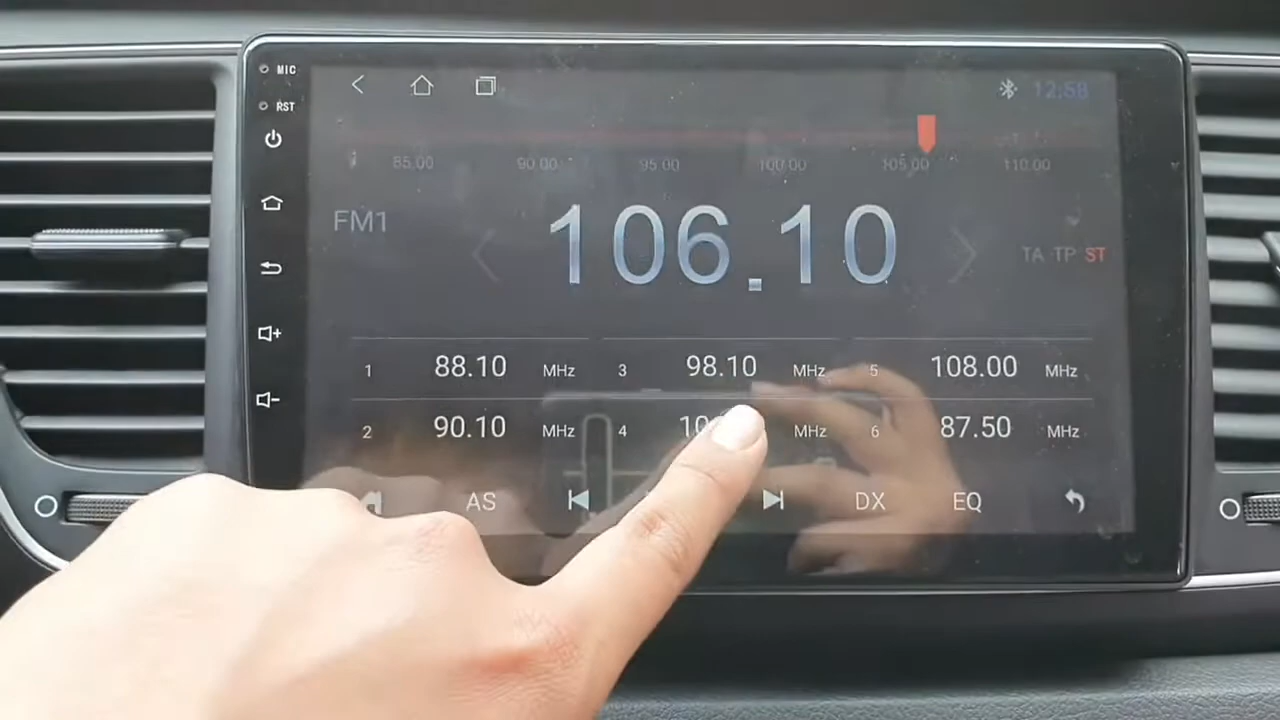 MIC
12:58
RST
85.00 90.00 95.00 100.00 105.00 110.00
FM1
106.10
TA TP ST
1 88.10 MHz 3 98.10 MHz 5 108.00 MHz
2 90.10 MHz 4 MHz 6 87.50 MHz
AS DX EQ